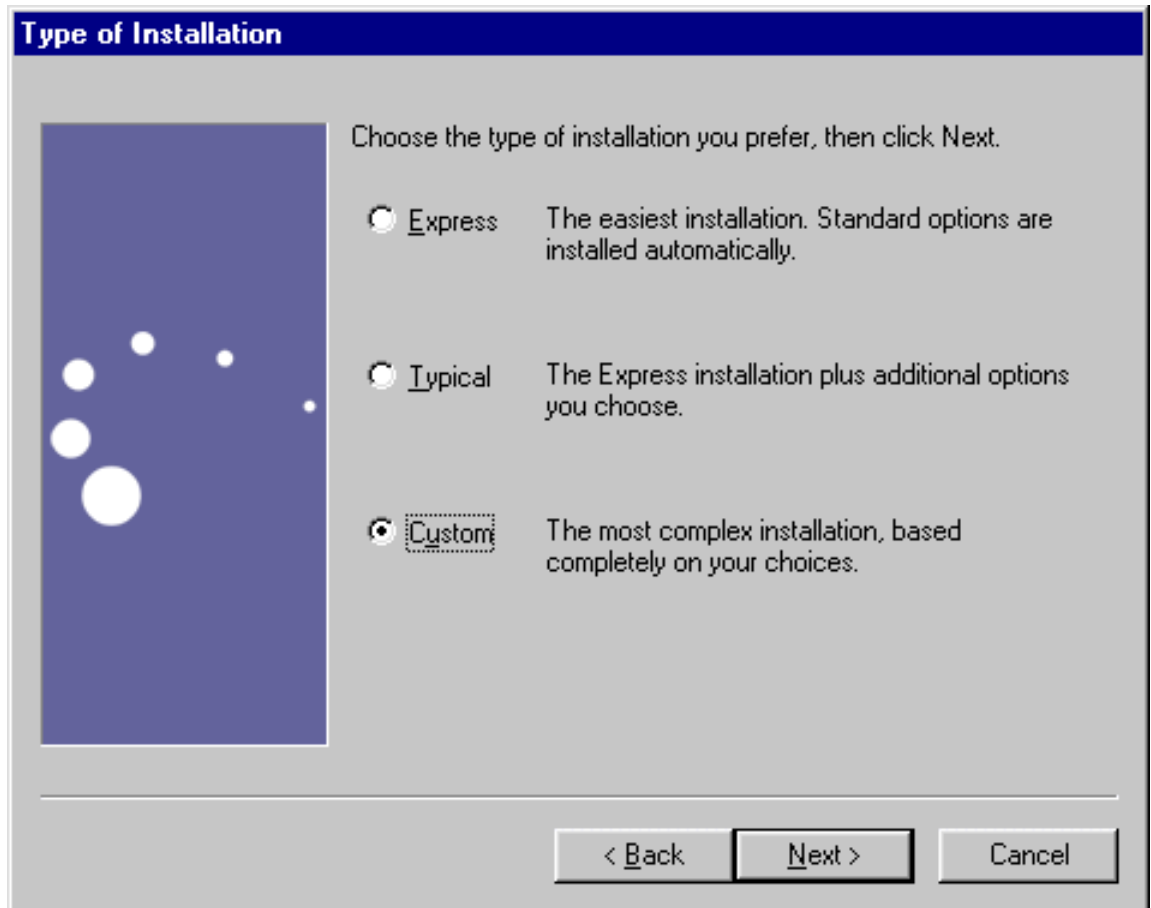 Type of Installation
Choose the type of installation you prefer, then click Next.
Express
The easiest installation. Standard options are
installed automatically.
Typical
The Express installation plus additional options
you choose.
Custom
The most complex installation, based
completely on your choices.
< Back
Next >
Cancel